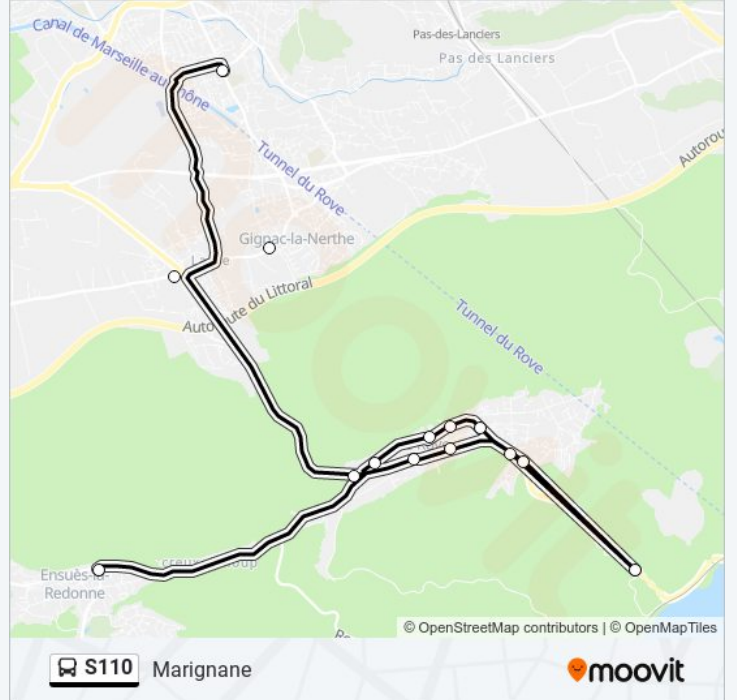 Canal de Marseille au Rhône
Pas-des-Lanciers
Pas des Lanciers
Tunnel du Rove
Gignac-la-Nerthe
Autoroute du Littoral
Tunnel du Rove
Ensuès-la-
Redonne
© OpenStreetMap contributors | © OpenMapTiles
S110 Marignane
moovit